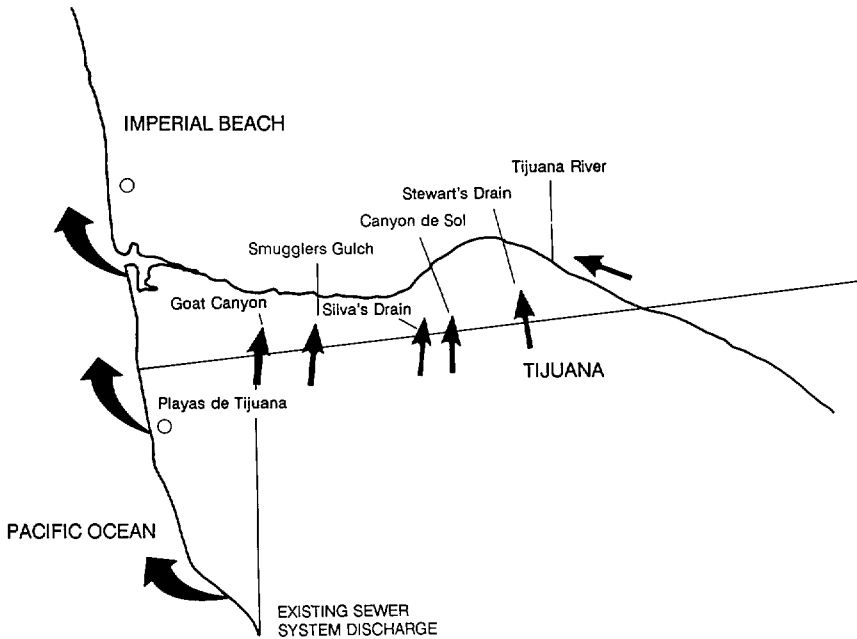 IMPERIAL BEACH
Tijuana River
Stewart's Drain
Canyon de Sol
Smugglers Gulch
Goat Canyon
Silva's Drain
TIJUANA
Playas de Tijuana
PACIFIC OCEAN
EXISTING SEWER
SYSTEM DISCHARGE